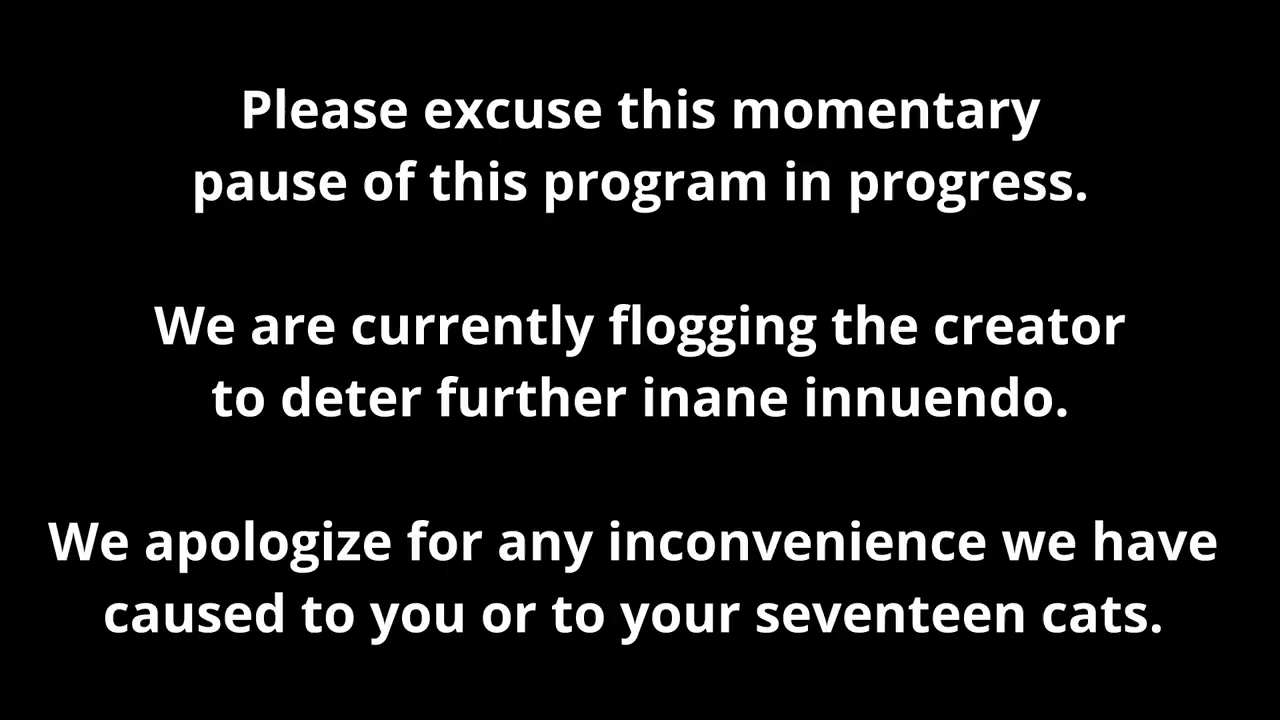 Please excuse this momentary
pause of this program in progress.
We are currently flogging the creator
to deter further inane innuendo.
We apologize for any inconvenience we have
caused to you or to your seventeen cats.